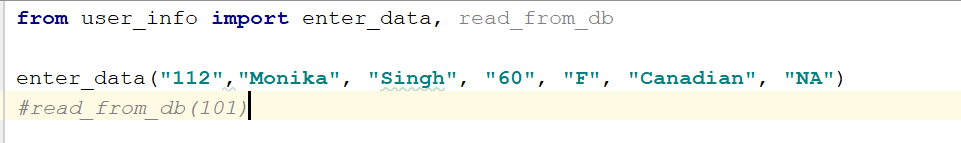 from user_info import enter_data, read_from_db
enter_data("112","Monika", "Singh", "60", "F", "Canadian", "NA")
#read_from_db(101)